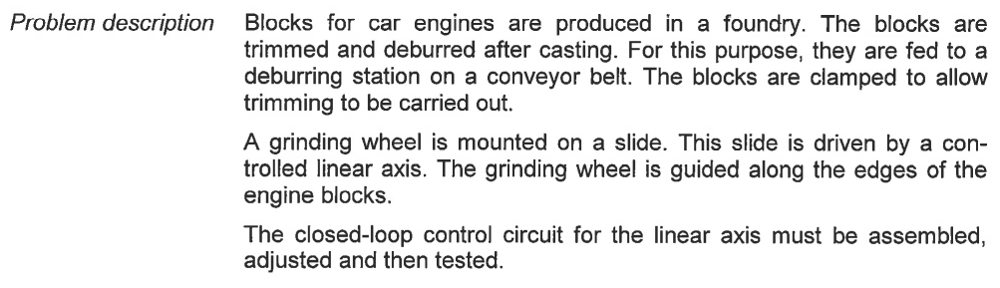 Problem description Blocks for car engines are produced in a foundry. The blocks are
trimmed and deburred after casting. For this purpose, they are fed to a
deburring station on a conveyor belt. The blocks are clamped to allow
trimming to be carried out.
A grinding wheel is mounted on a slide. This slide is driven by a con-
trolled linear axis. The grinding wheel is guided along the edges of the
engine blocks.
The closed-loop control circuit for the linear axis must be assembled,
adjusted and then tested.